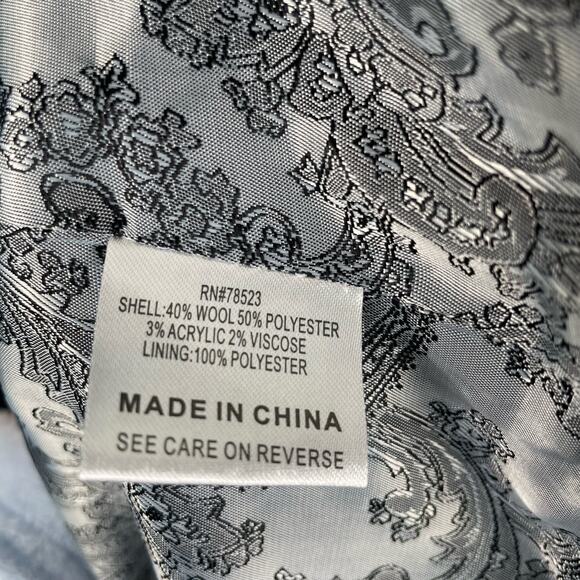 RN#78523
SHELL:40% WOOL 50% POLYESTER
3% ACRYLIC 2% VISCOSE
LINING:100% POLYESTER
MADE IN CHINA
SEE CARE ON REVERSE